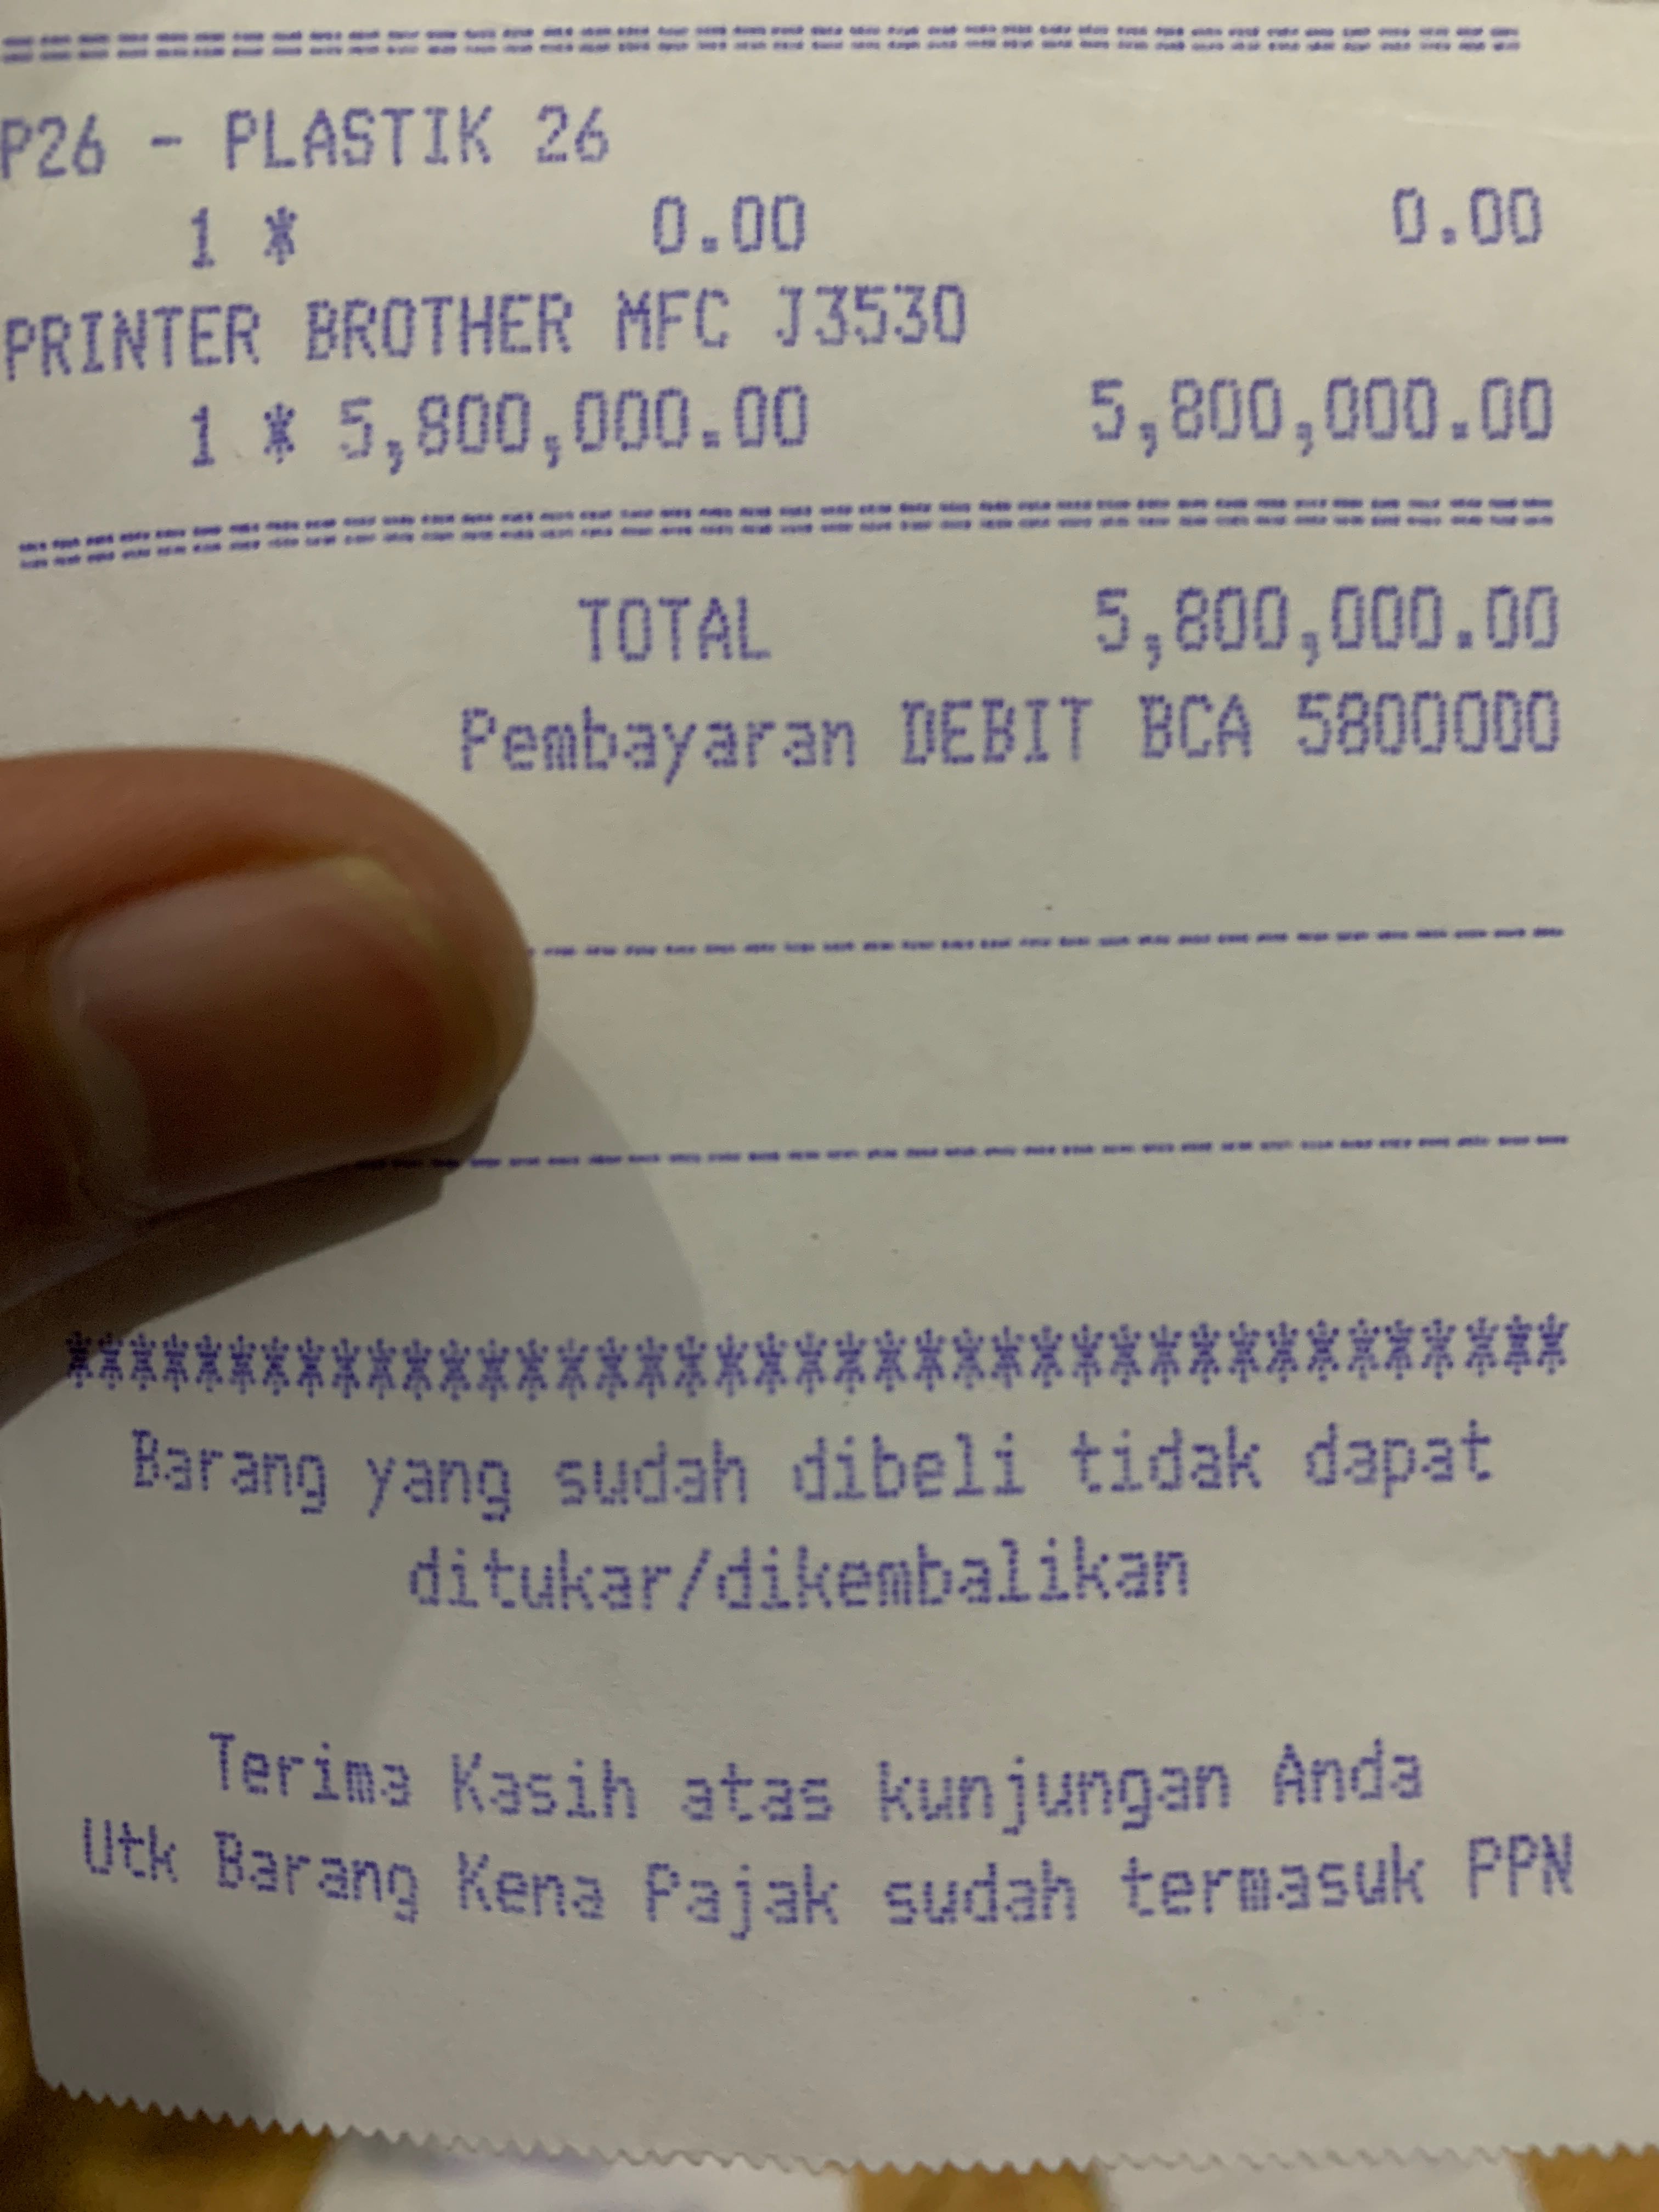 P26 - PLASTIK 26
1 * 0.00 0.00
PRINTER BROTHER MFC J3530
1 * 5,800,000.00 5,800,000.00
TOTAL 5,800,000.00
Pembayaran DEBIT BCA 5800000
****************************************
Barang yang sudah dibeli tidak dapat
ditukar/dikembalikan
Terima Kasih atas kunjungan Anda
Utk Barang Kena Pajak sudah termasuk PPN